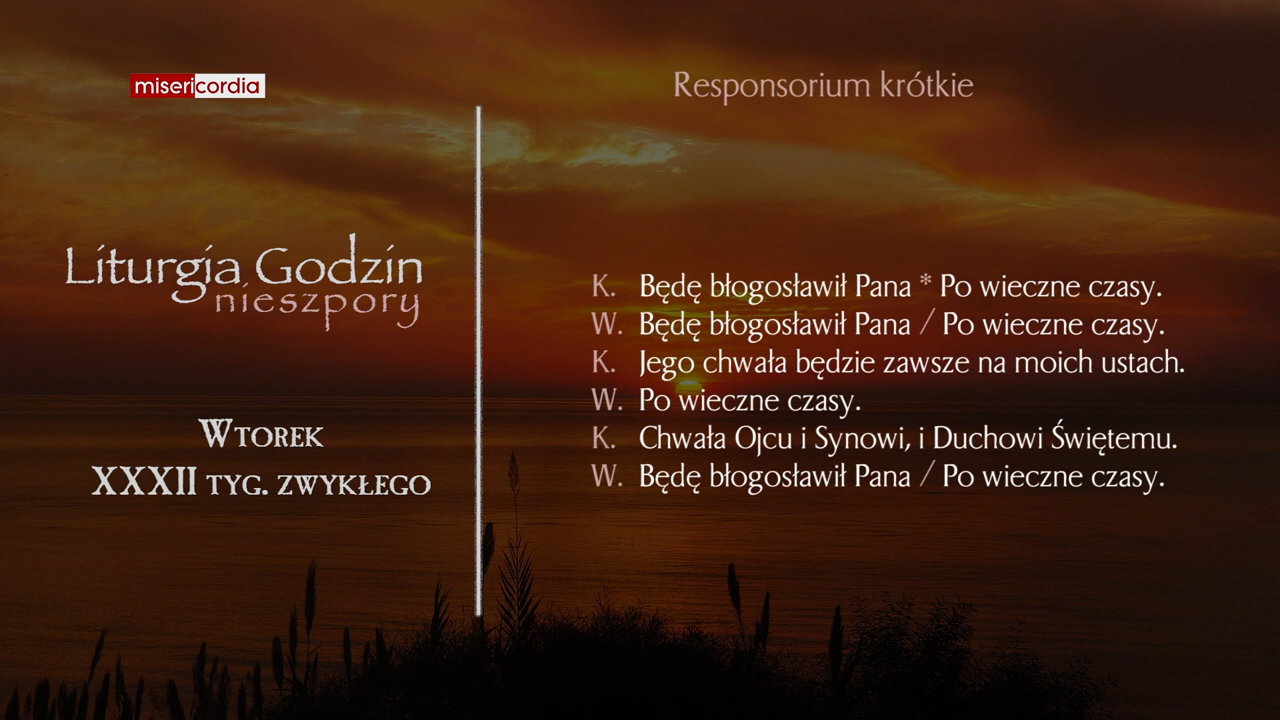 misericordia
Liturgia Godzin
nieszpory
Wtorek
XXXII tyg. zwykłego
Responsorium krótkie
K. Będę błogosławił Pana * Po wieczne czasy.
W. Będę błogosławił Pana / Po wieczne czasy.
K. Jego chwała będzie zawsze na moich ustach.
W. Po wieczne czasy.
K. Chwała Ojcu i Synowi, i Duchowi Świętemu.
W. Będę błogosławił Pana / Po wieczne czasy.